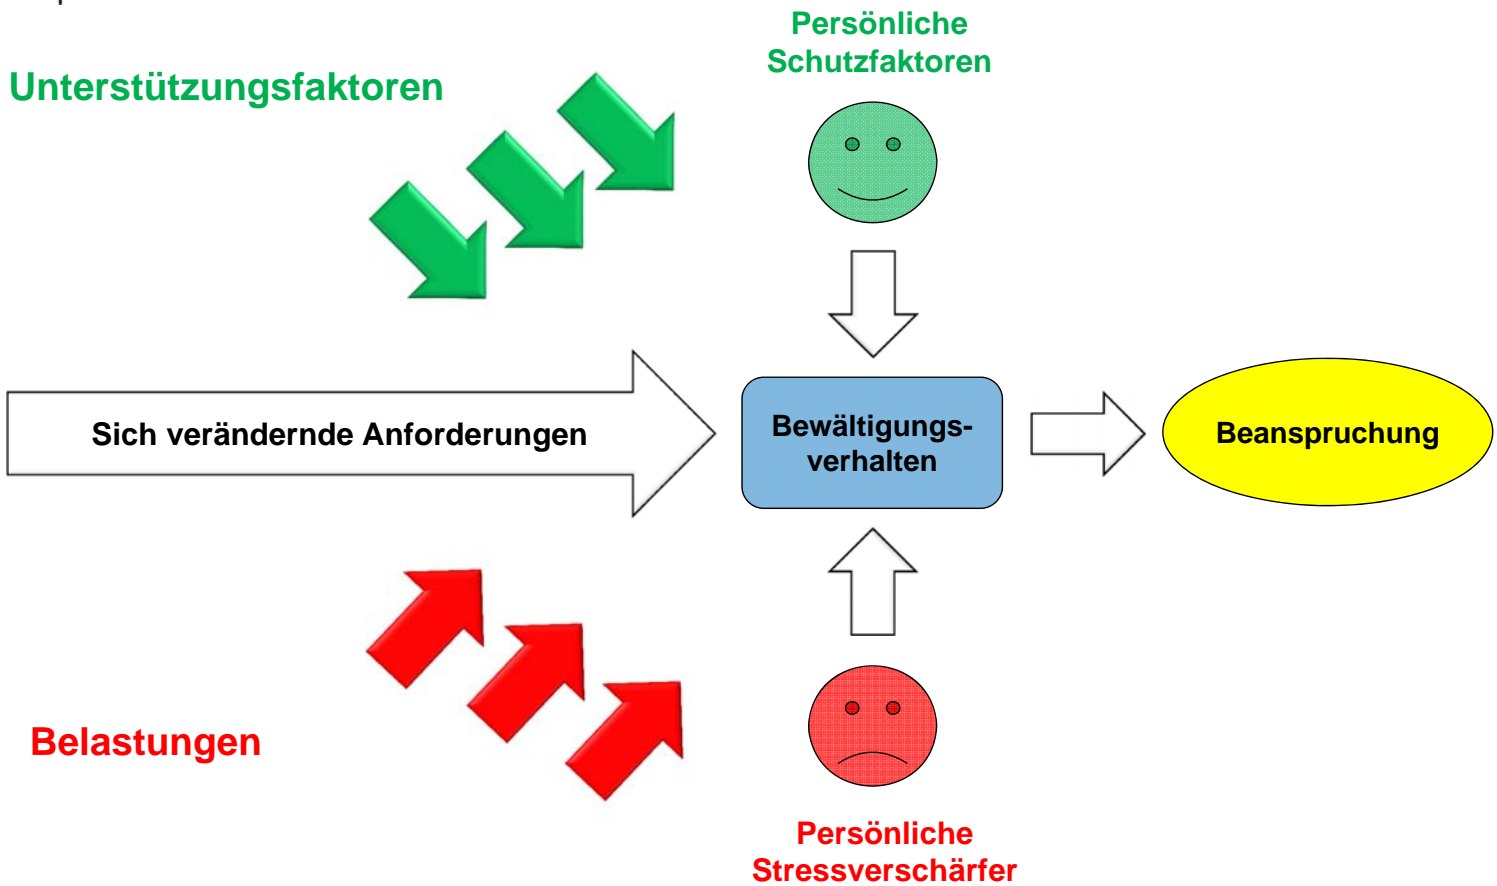 Persönliche
Schutzfaktoren
Unterstützungsfaktoren
Sich verändernde Anforderungen
Bewältigungs-
verhalten
Beanspruchung
Belastungen
Persönliche
Stressverschärfer